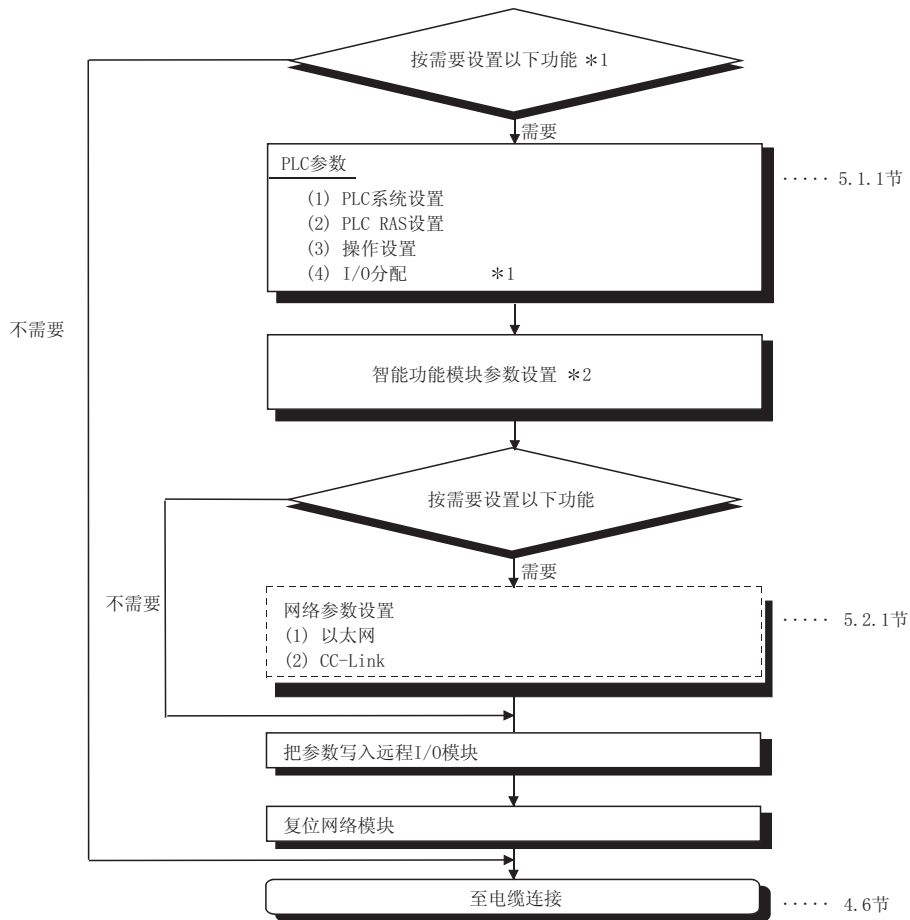 按需要设置以下功能 *1
需要
PLC参数
(1) PLC系统设置
(2) PLC RAS设置
(3) 操作设置
(4) I/O分配 *1
..... 5.1.1节
不需要
智能功能模块参数设置 *2
按需要设置以下功能
需要
不需要
网络参数设置
(1) 以太网
(2) CC-Link
..... 5.2.1节
把参数写入远程I/O模块
复位网络模块
至电缆连接
..... 4.6节